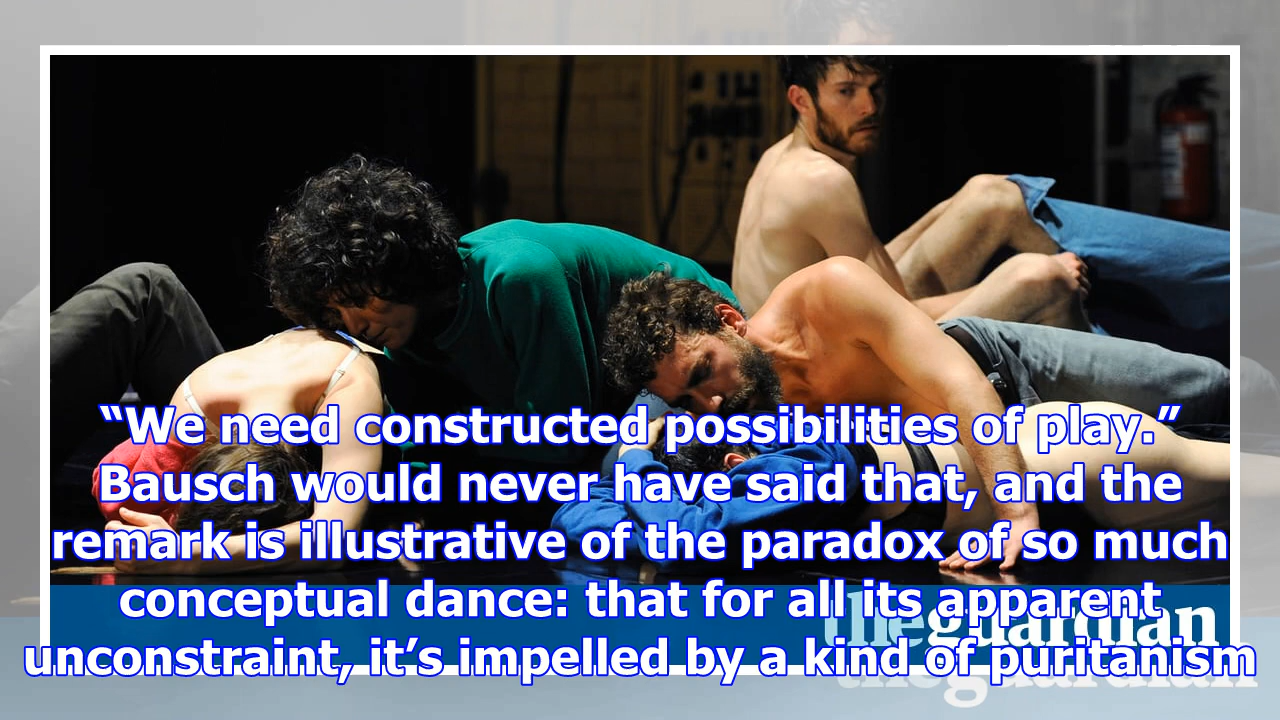 “We need constructed possibilities of play.”
Bausch would never have said that, and the
remark is illustrative of the paradox of so much
conceptual dance: that for all its apparent
unconstraint, it’s impelled by a kind of puritanism
theguardian
theguardian